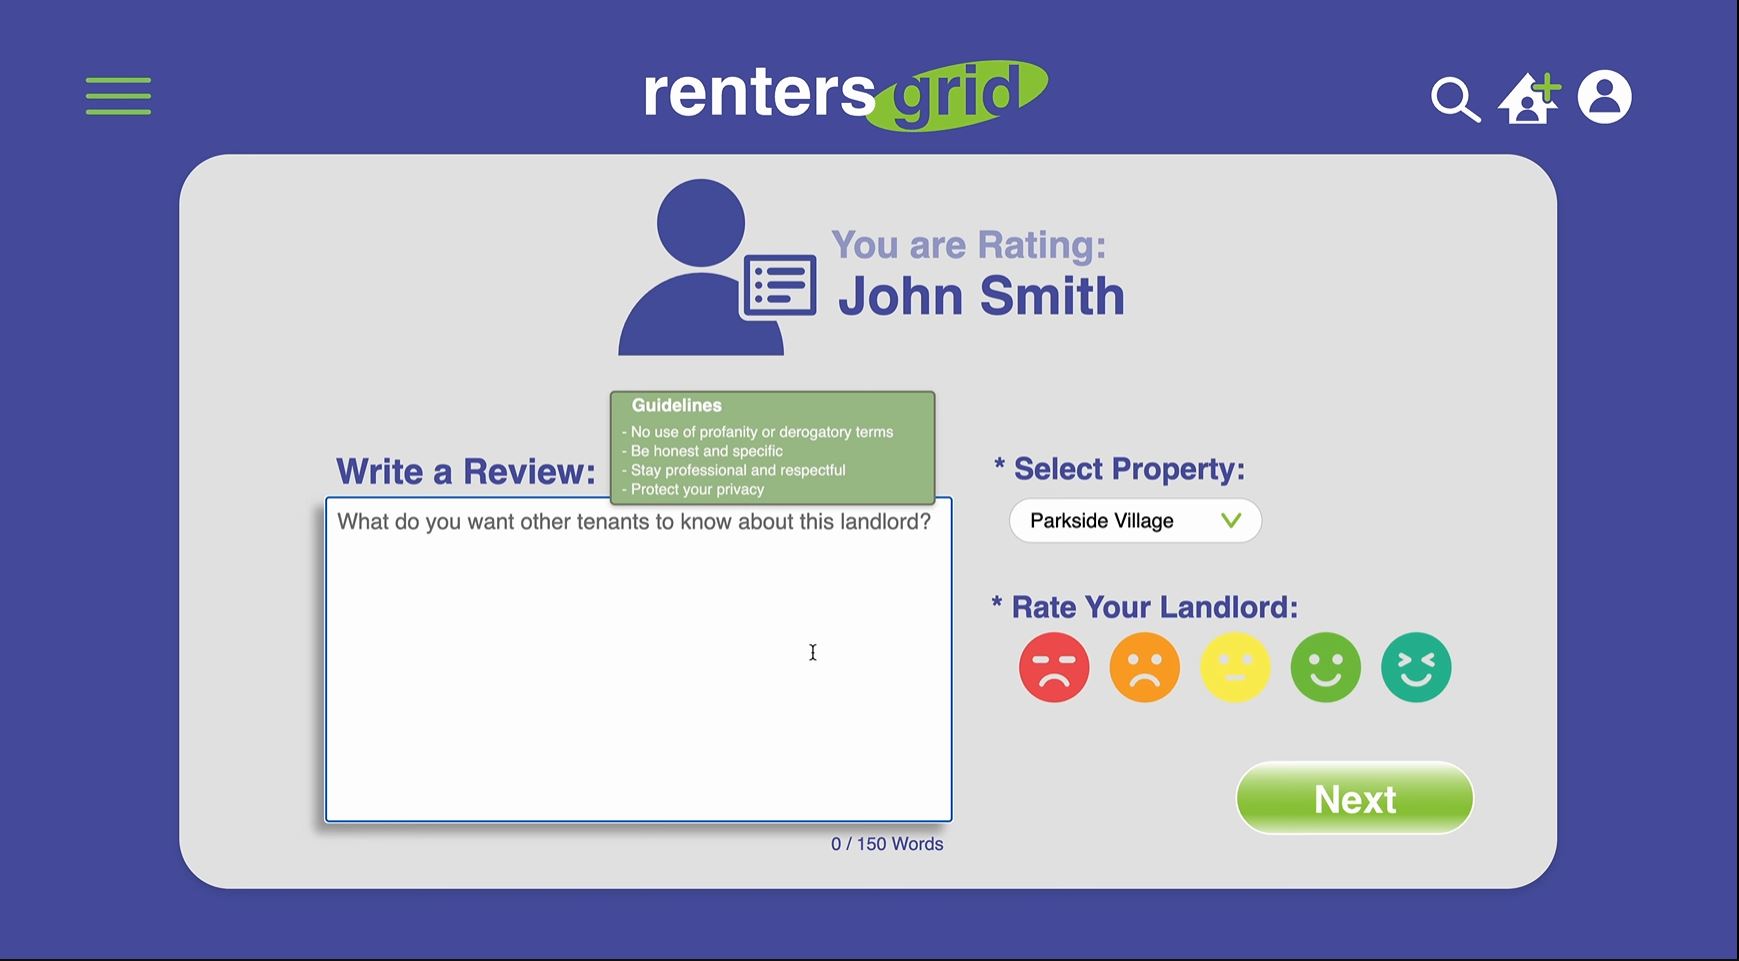 renters grid
You are Rating:
John Smith
Guidelines
- No use of profanity or derogatory terms
- Be honest and specific
- Stay professional and respectful
- Protect your privacy
Write a Review:
What do you want other tenants to know about this landlord?
0 / 150 Words
* Select Property:
Parkside Village
* Rate Your Landlord:
Next